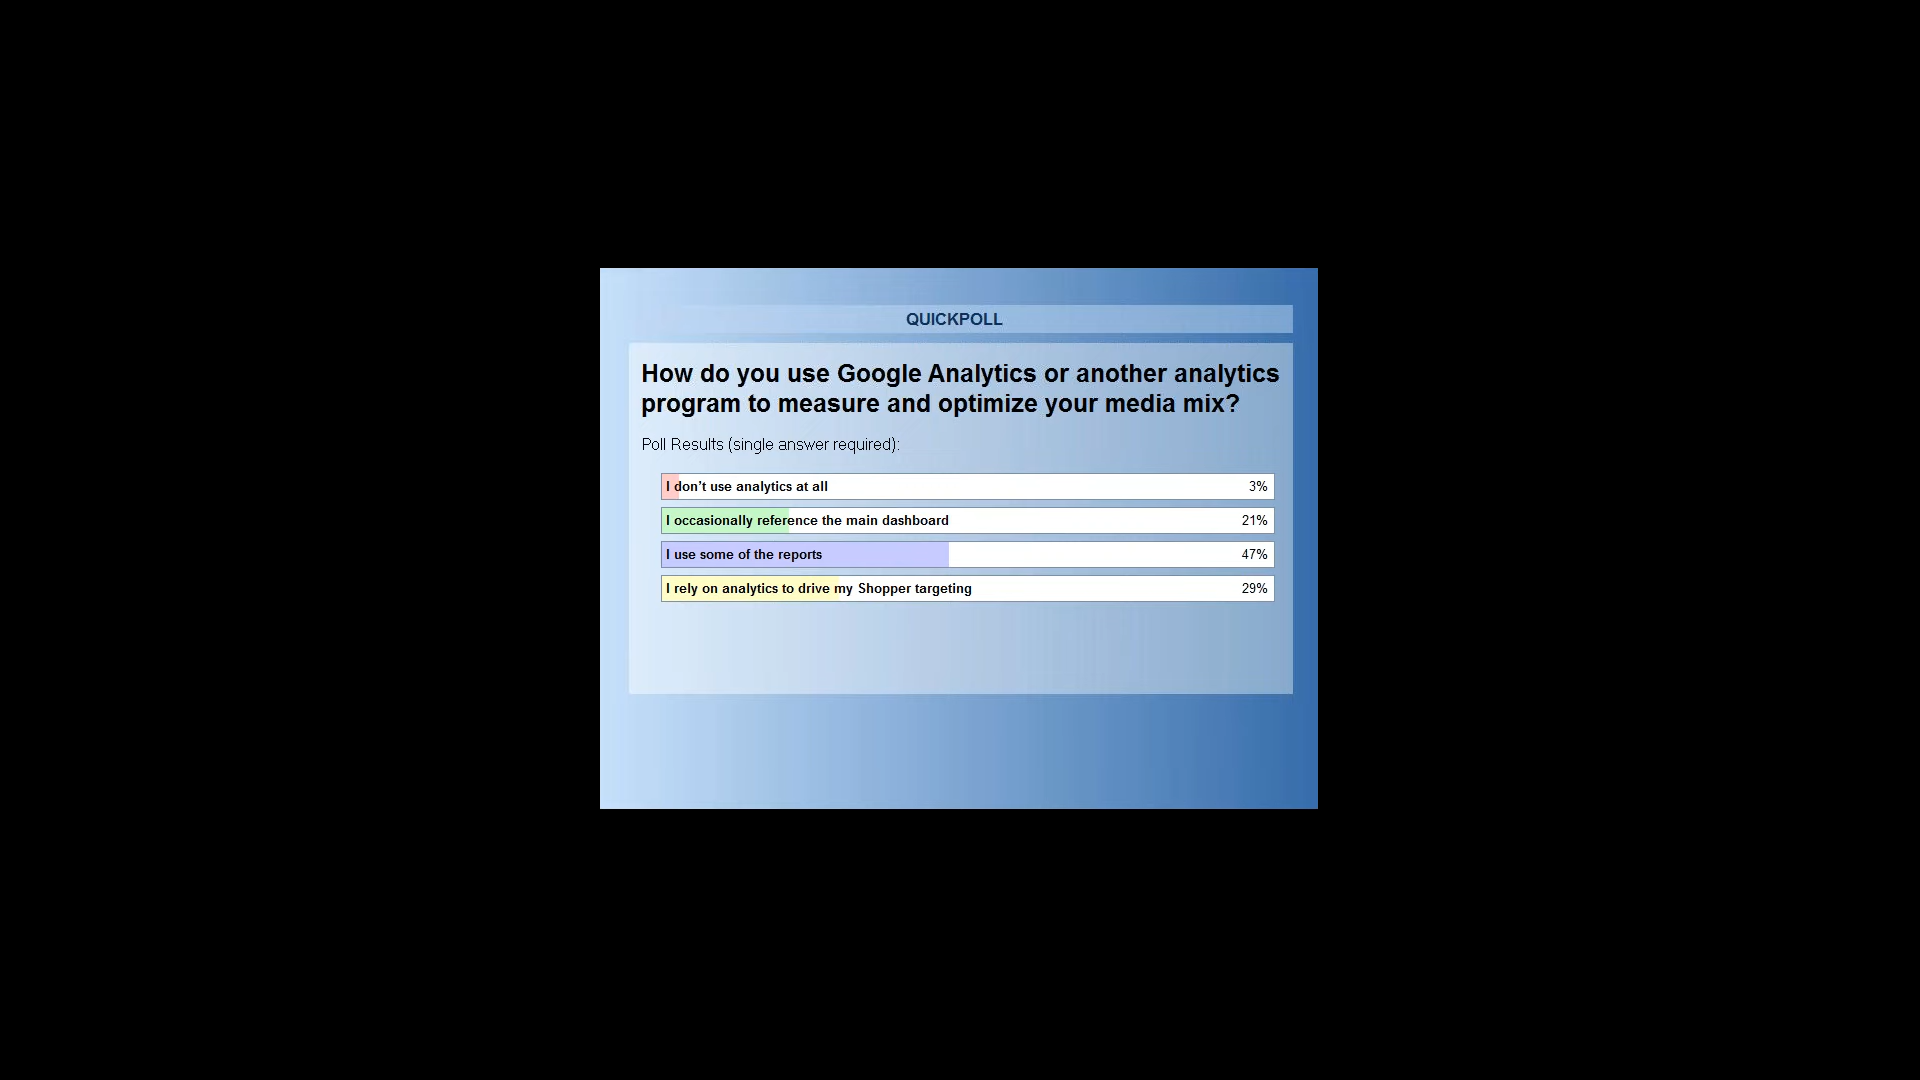 QUICKPOLL
How do you use Google Analytics or another analytics
program to measure and optimize your media mix?
Poll Results (single answer required):
I don't use analytics at all 3%
I occasionally reference the main dashboard 21%
I use some of the reports 47%
I rely on analytics to drive my Shopper targeting 29%